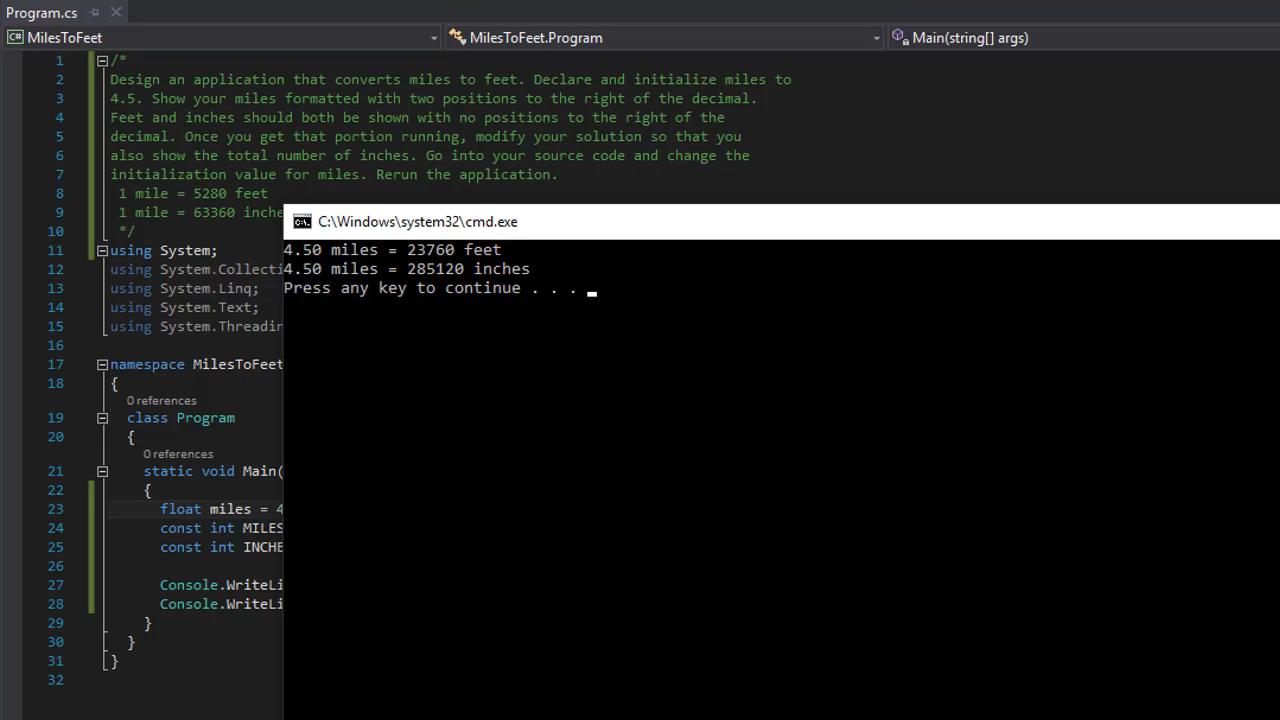 Program.cs
C# MilesToFeet MilesToFeet.Program Main(string[] args)
1 /*
2 Design an application that converts miles to feet. Declare and initialize miles to
3 4.5. Show your miles formatted with two positions to the right of the decimal.
4 Feet and inches should both be shown with no positions to the right of the
5 decimal. Once you get that portion running, modify your solution so that you
6 also show the total number of inches. Go into your source code and change the
7 initialization value for miles. Rerun the application.
8 1 mile = 5280 feet
9 1 mile = 63360 inche
10 */
11 using System;
12 using System.Collecti
13 using System.Linq;
14 using System.Text;
15 using System.Threadin
16
17 namespace MilesToFeet
18 {
0 references
19 class Program
20 {
0 references
21 static void Main(
22 {
23 float miles = 4
24 const int MILES
25 const int INCHE
26
27 Console.WriteLi
28 Console.WriteLi
29 }
30 }
31 }
32
C:\Windows\system32\cmd.exe
4.50 miles = 23760 feet
4.50 miles = 285120 inches
Press any key to continue . . .